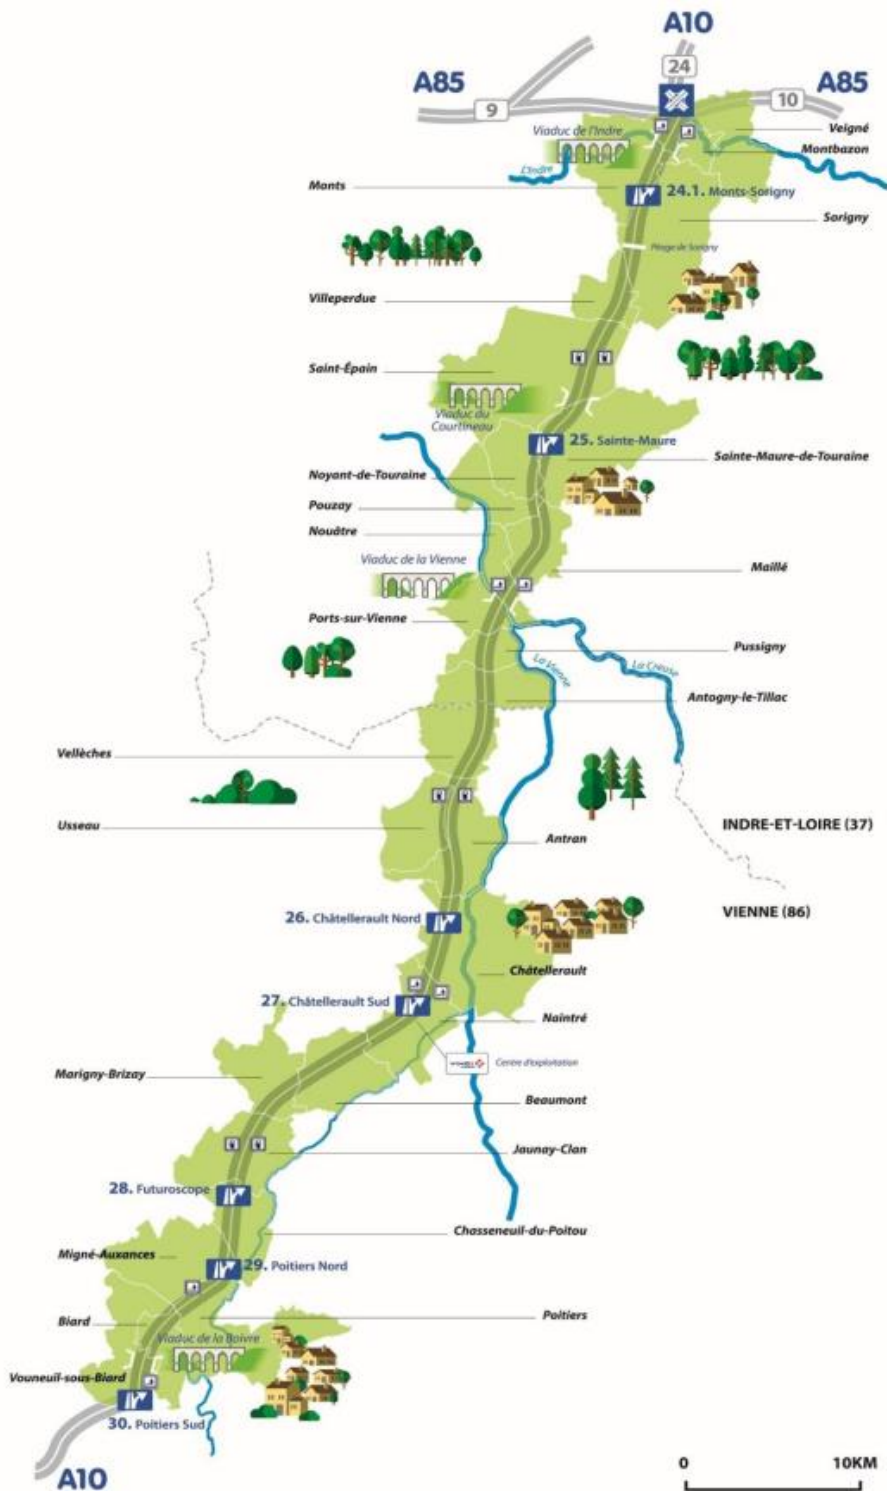 A10
24
A85
A85
9
10
Viaduc de l'Indre
Veigné
Montbazon
L'Indre
Monts
24.1. Monts-Sorigny
Sorigny
Péage de Sorigny
Villeperdue
Saint-Épain
Viaduc du
Courtineau
25. Sainte-Maure
Sainte-Maure-de-Touraine
Noyant-de-Touraine
Pouzay
Nouâtre
Viaduc de la Vienne
Maillé
Ports-sur-Vienne
Pussigny
La Vienne
La Creuse
Antogny-le-Tillac
Vellèches
Usseau
INDRE-ET-LOIRE (37)
Antran
VIENNE (86)
26. Châtellerault Nord
Châtellerault
27. Châtellerault Sud
Naintré
Centre d'exploitation
Marigny-Brizay
Beaumont
Jaunay-Clan
28. Futuroscope
Chasseneuil-du-Poitou
Migné-Auxances
29. Poitiers Nord
Biard
Poitiers
Viaduc de la Boivre
Vouneuil-sous-Biard
30. Poitiers Sud
A10
0 10KM